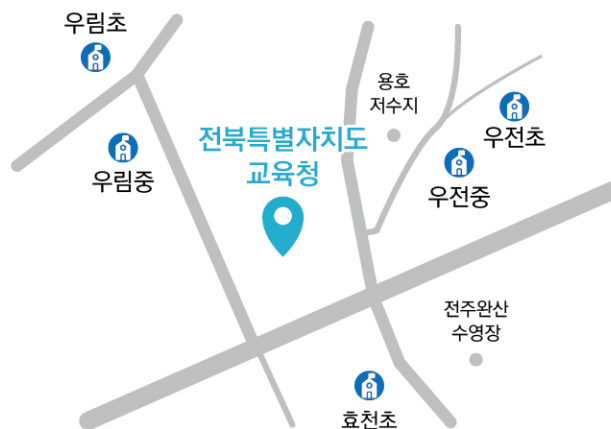 우림초
용호
저수지
우전초
전북특별자치도
교육청
우림중
우전중
전주완산
수영장
효천초